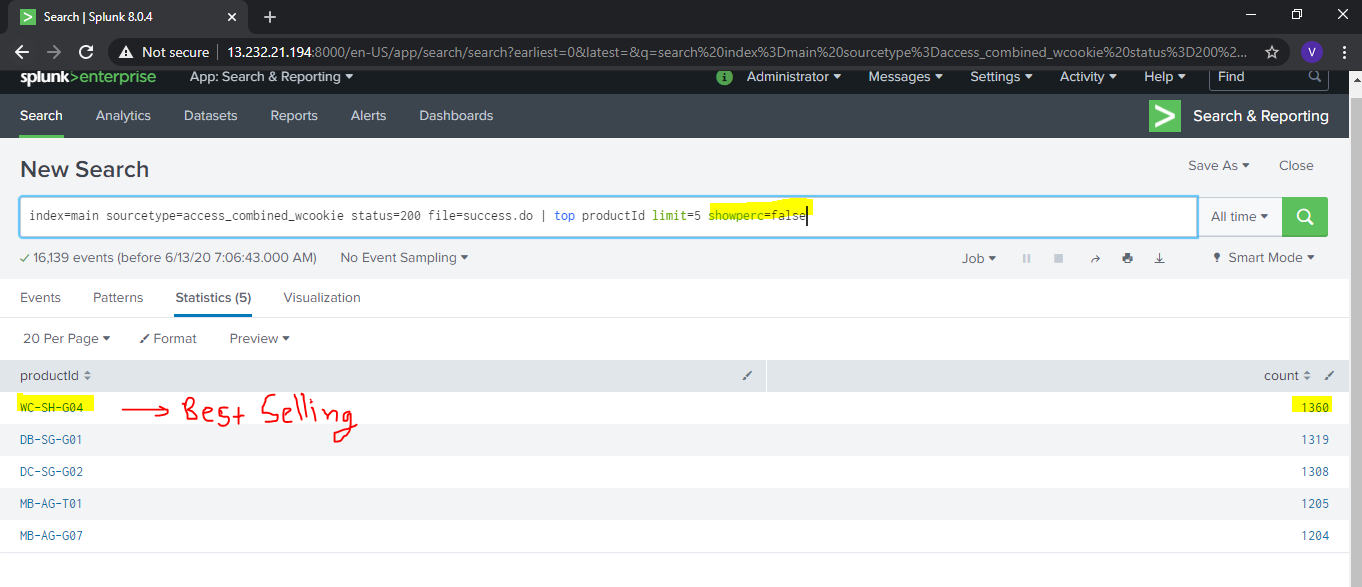 Search | Splunk 8.0.4
Not secure 13.232.21.194:8000/en-US/app/search/search?earliest=0&latest=&q=search%20index%3Dmain%20sourcetype%3Daccess_combined_wcookie%20status%3D200%2... V
splunk>enterprise App: Search & Reporting i Administrator Messages Settings Activity Help Find
Search Analytics Datasets Reports Alerts Dashboards Search & Reporting
New Search Save As Close
index=main sourcetype=access_combined_wcookie status=200 file=success.do | top productId limit=5 showperc=false All time
16,139 events (before 6/13/20 7:06:43.000 AM) No Event Sampling Job Smart Mode
Events Patterns Statistics (5) Visualization
20 Per Page Format Preview
productId count
WC-SH-G04 Best Selling 1360
DB-SG-G01 1319
DC-SG-G02 1308
MB-AG-T01 1205
MB-AG-G07 1204